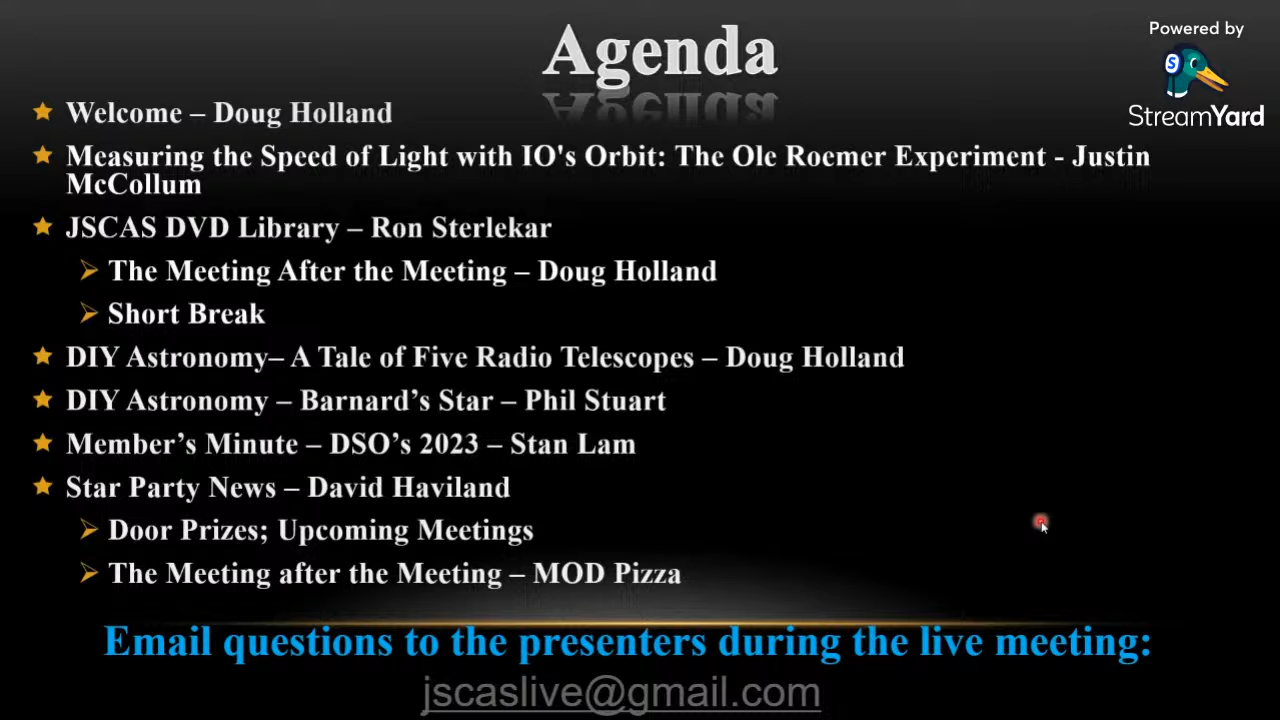 Agenda
Powered by
StreamYard
Welcome – Doug Holland
Measuring the Speed of Light with IO's Orbit: The Ole Roemer Experiment - Justin
McCollum
JSCAS DVD Library – Ron Sterlekar
The Meeting After the Meeting – Doug Holland
Short Break
DIY Astronomy– A Tale of Five Radio Telescopes – Doug Holland
DIY Astronomy – Barnard’s Star – Phil Stuart
Member’s Minute – DSO’s 2023 – Stan Lam
Star Party News – David Haviland
Door Prizes; Upcoming Meetings
The Meeting after the Meeting – MOD Pizza
Email questions to the presenters during the live meeting:
jscaslive@gmail.com